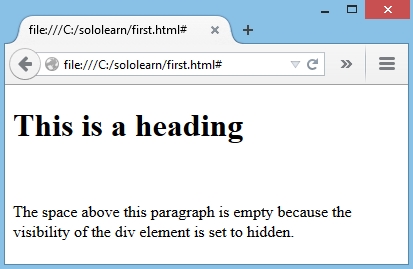 file:///C:/sololearn/first.html#
file:///C:/sololearn/first.html#
This is a heading
The space above this paragraph is empty because the
visibility of the div element is set to hidden.